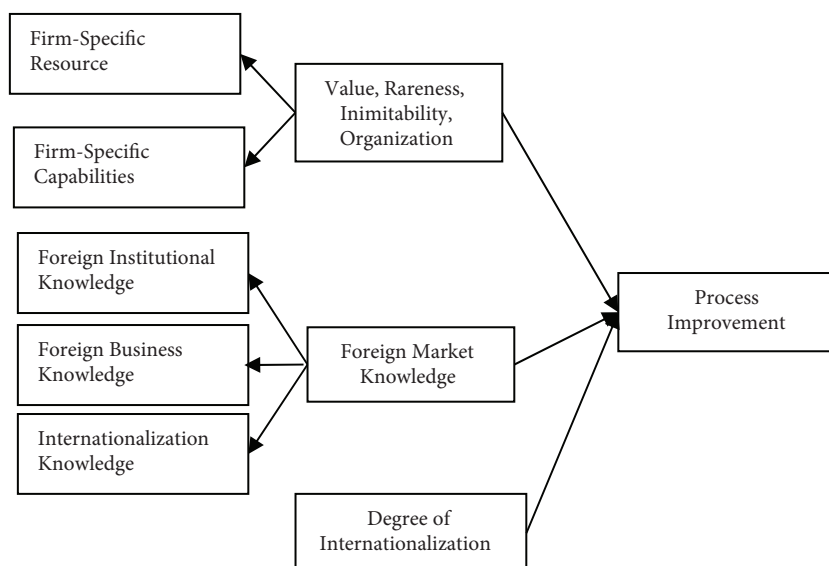 Firm-Specific
Resource
Value, Rareness,
Inimitability,
Organization
Firm-Specific
Capabilities
Foreign Institutional
Knowledge
Process
Improvement
Foreign Business
Knowledge
Foreign Market
Knowledge
Internationalization
Knowledge
Degree of
Internationalization